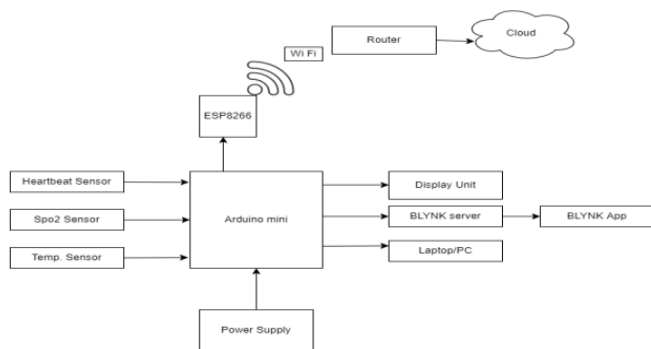 Router
Cloud
Wi Fi
ESP8266
Heartbeat Sensor
Spo2 Sensor
Temp. Sensor
Arduino mini
Display Unit
BLYNK server
BLYNK App
Laptop/PC
Power Supply